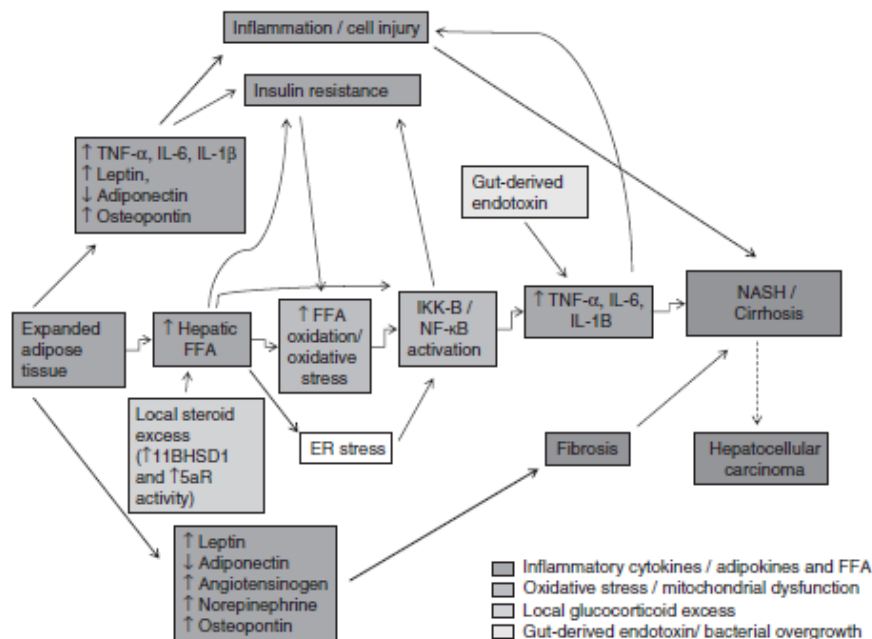 Inflammation / cell injury
Insulin resistance
↑ TNF-α, IL-6, IL-1β
↑ Leptin,
↓ Adiponectin
↑ Osteopontin
Gut-derived
endotoxin
Expanded
adipose
tissue
↑ Hepatic
FFA
↑ FFA
oxidation/
oxidative
stress
IKK-B /
NF-κB
activation
↑ TNF-α, IL-6,
IL-1B
NASH /
Cirrhosis
Local steroid
excess
(↑11BHSD1
and ↑5aR
activity)
ER stress
Fibrosis
Hepatocellular
carcinoma
↑ Leptin
↓ Adiponectin
↑ Angiotensinogen
↑ Norepinephrine
↑ Osteopontin
Inflammatory cytokines / adipokines and FFA
Oxidative stress / mitochondrial dysfunction
Local glucocorticoid excess
Gut-derived endotoxin/ bacterial overgrowth